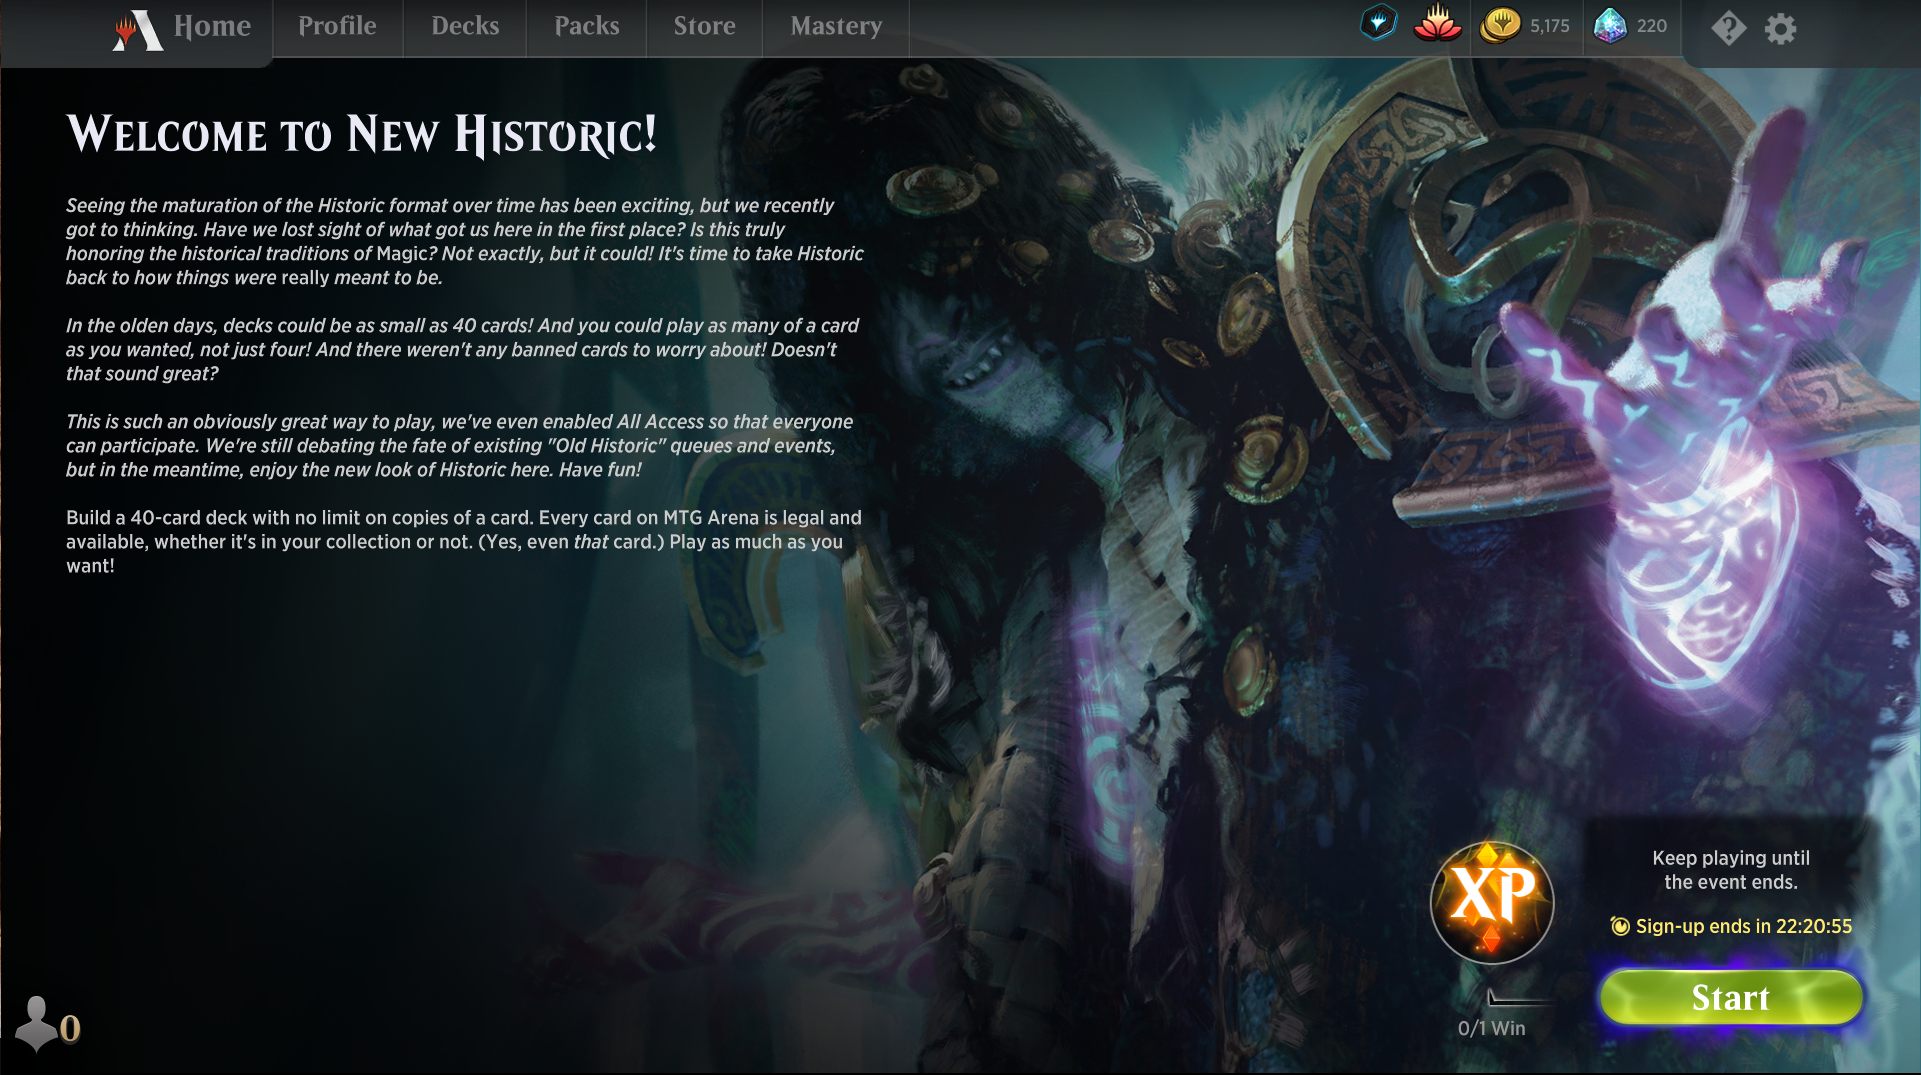 Home Profile Decks Packs Store Mastery 5,175 220
Welcome to New Historic!
Seeing the maturation of the Historic format over time has been exciting, but we recently
got to thinking. Have we lost sight of what got us here in the first place? Is this truly
honoring the historical traditions of Magic? Not exactly, but it could! It's time to take Historic
back to how things were really meant to be.
In the olden days, decks could be as small as 40 cards! And you could play as many of a card
as you wanted, not just four! And there weren't any banned cards to worry about! Doesn't
that sound great?
This is such an obviously great way to play, we've even enabled All Access so that everyone
can participate. We're still debating the fate of existing "Old Historic" queues and events,
but in the meantime, enjoy the new look of Historic here. Have fun!
Build a 40-card deck with no limit on copies of a card. Every card on MTG Arena is legal and
available, whether it's in your collection or not. (Yes, even that card.) Play as much as you
want!
Keep playing until
the event ends.
XP
Sign-up ends in 22:20:55
Start
0/1 Win
0